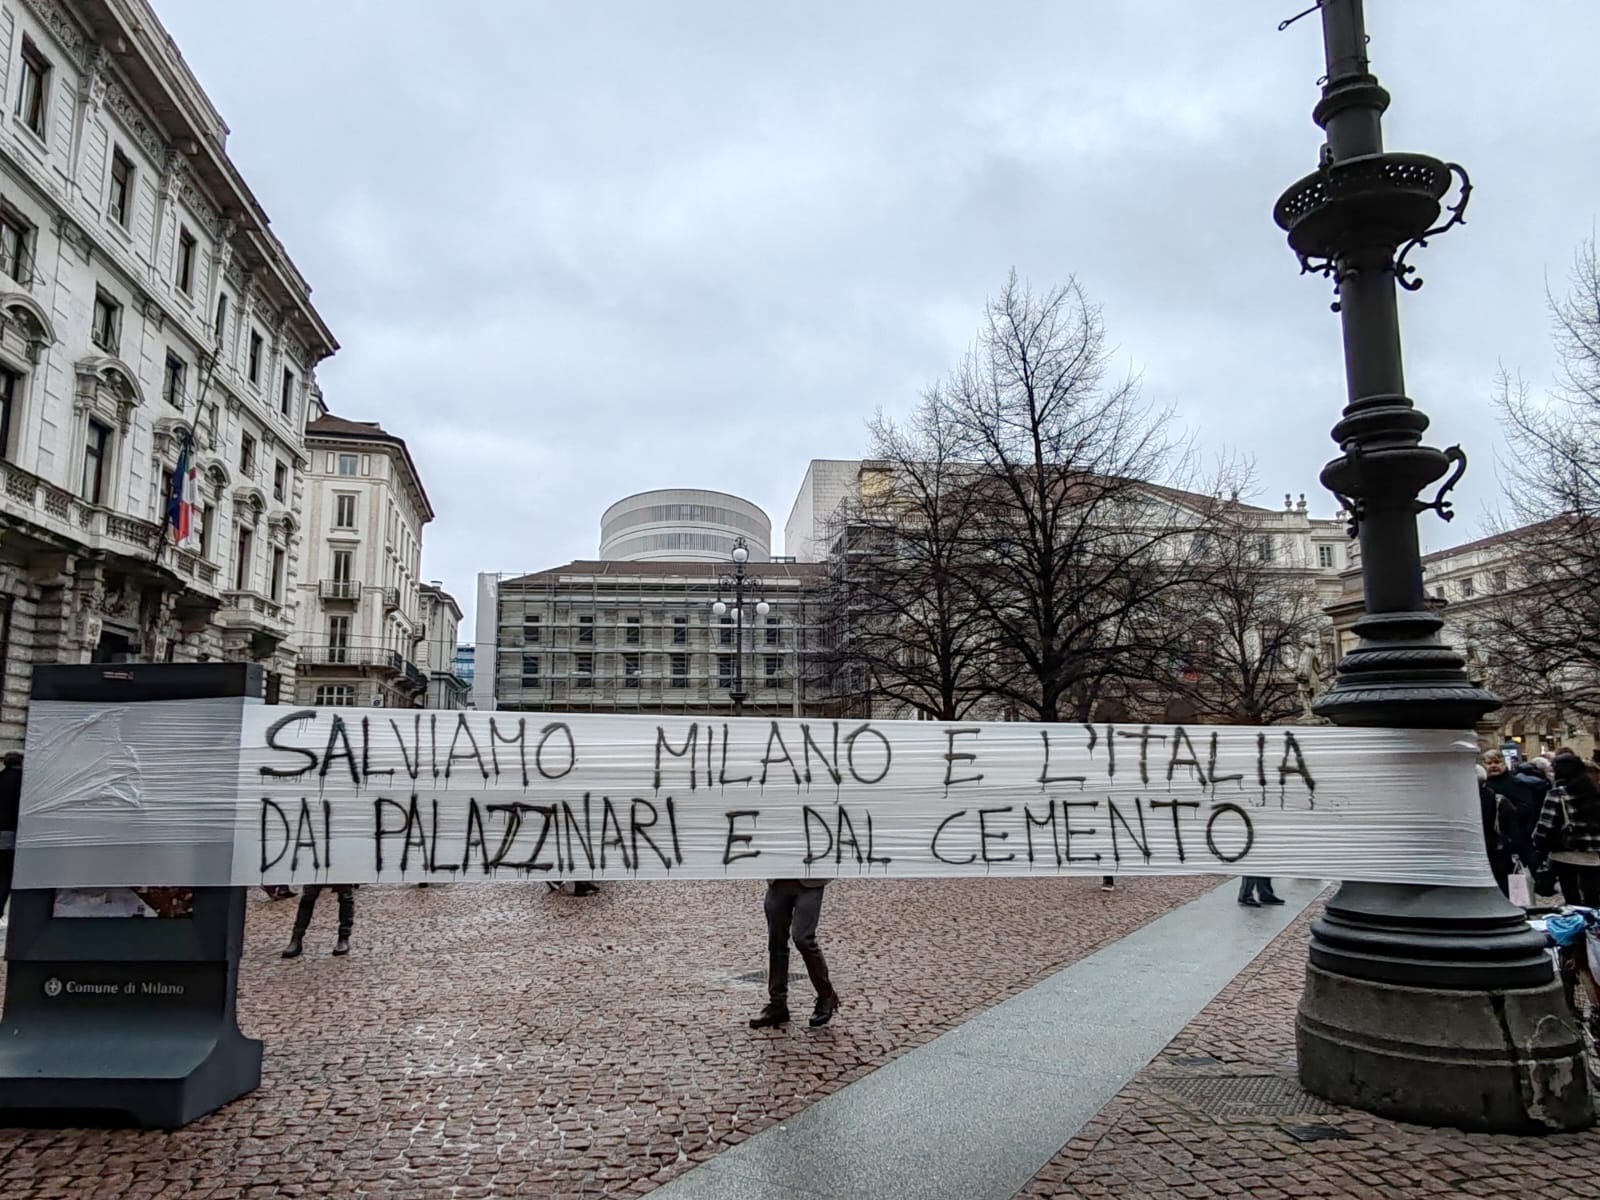 SALVIAMO MILANO E L'ITALIA
DAI PALAZZINARI E DAL CEMENTO
Comune di Milano